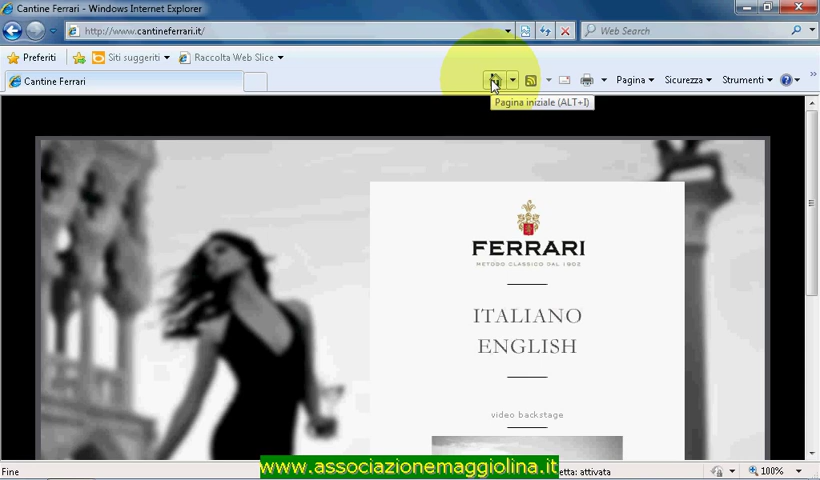 Cantine Ferrari - Windows Internet Explorer
http://www.cantineferrari.it/
Web Search
Preferiti
Siti suggeriti
Raccolta Web Slice
Cantine Ferrari
Pagina
Sicurezza
Strumenti
Pagina iniziale (ALT+I)
FERRARI
METODO CLASSICO DAL 1902
ITALIANO
ENGLISH
video backstage
Fine
www.associazionemaggiolina.it
etta: attivata
100%